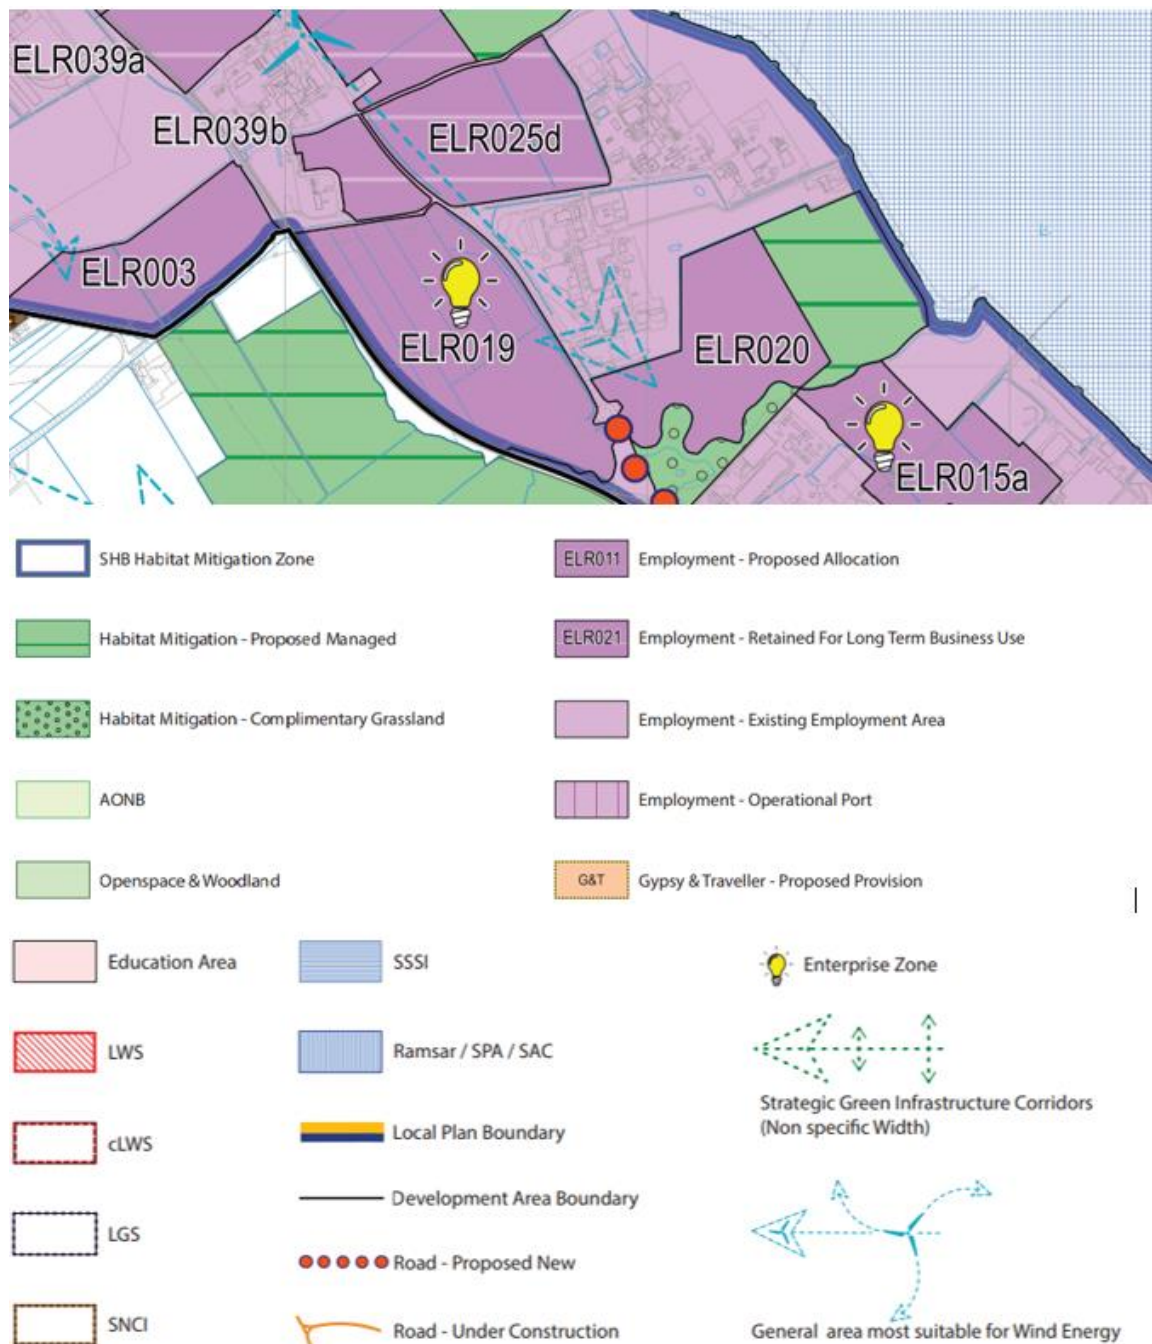 ELR039a
ELR039b
ELR025d
ELR003
ELR019
ELR020
ELR015a
SHB Habitat Mitigation Zone
ELR011 Employment - Proposed Allocation
Habitat Mitigation - Proposed Managed
ELR021 Employment - Retained For Long Term Business Use
Habitat Mitigation - Complimentary Grassland
Employment - Existing Employment Area
AONB
Employment - Operational Port
Openspace & Woodland
G&T Gypsy & Traveller - Proposed Provision
Education Area
SSSI
Enterprise Zone
LWS
Ramsar / SPA / SAC
Strategic Green Infrastructure Corridors
(Non specific Width)
cLWS
Local Plan Boundary
Development Area Boundary
LGS
Road - Proposed New
SNCI
Road - Under Construction
General area most suitable for Wind Energy